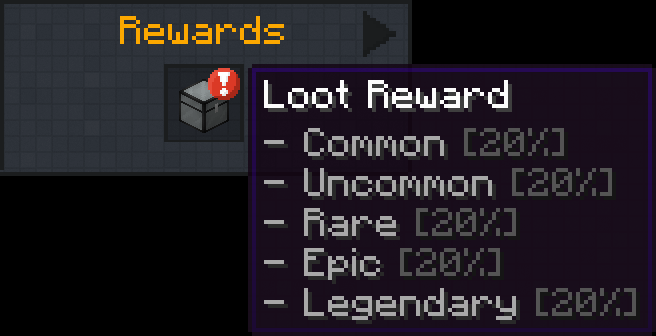 Rewards
!
Loot Reward
- Common [20%]
- Uncommon [20%]
- Rare [20%]
- Epic [20%]
- Legendary [20%]